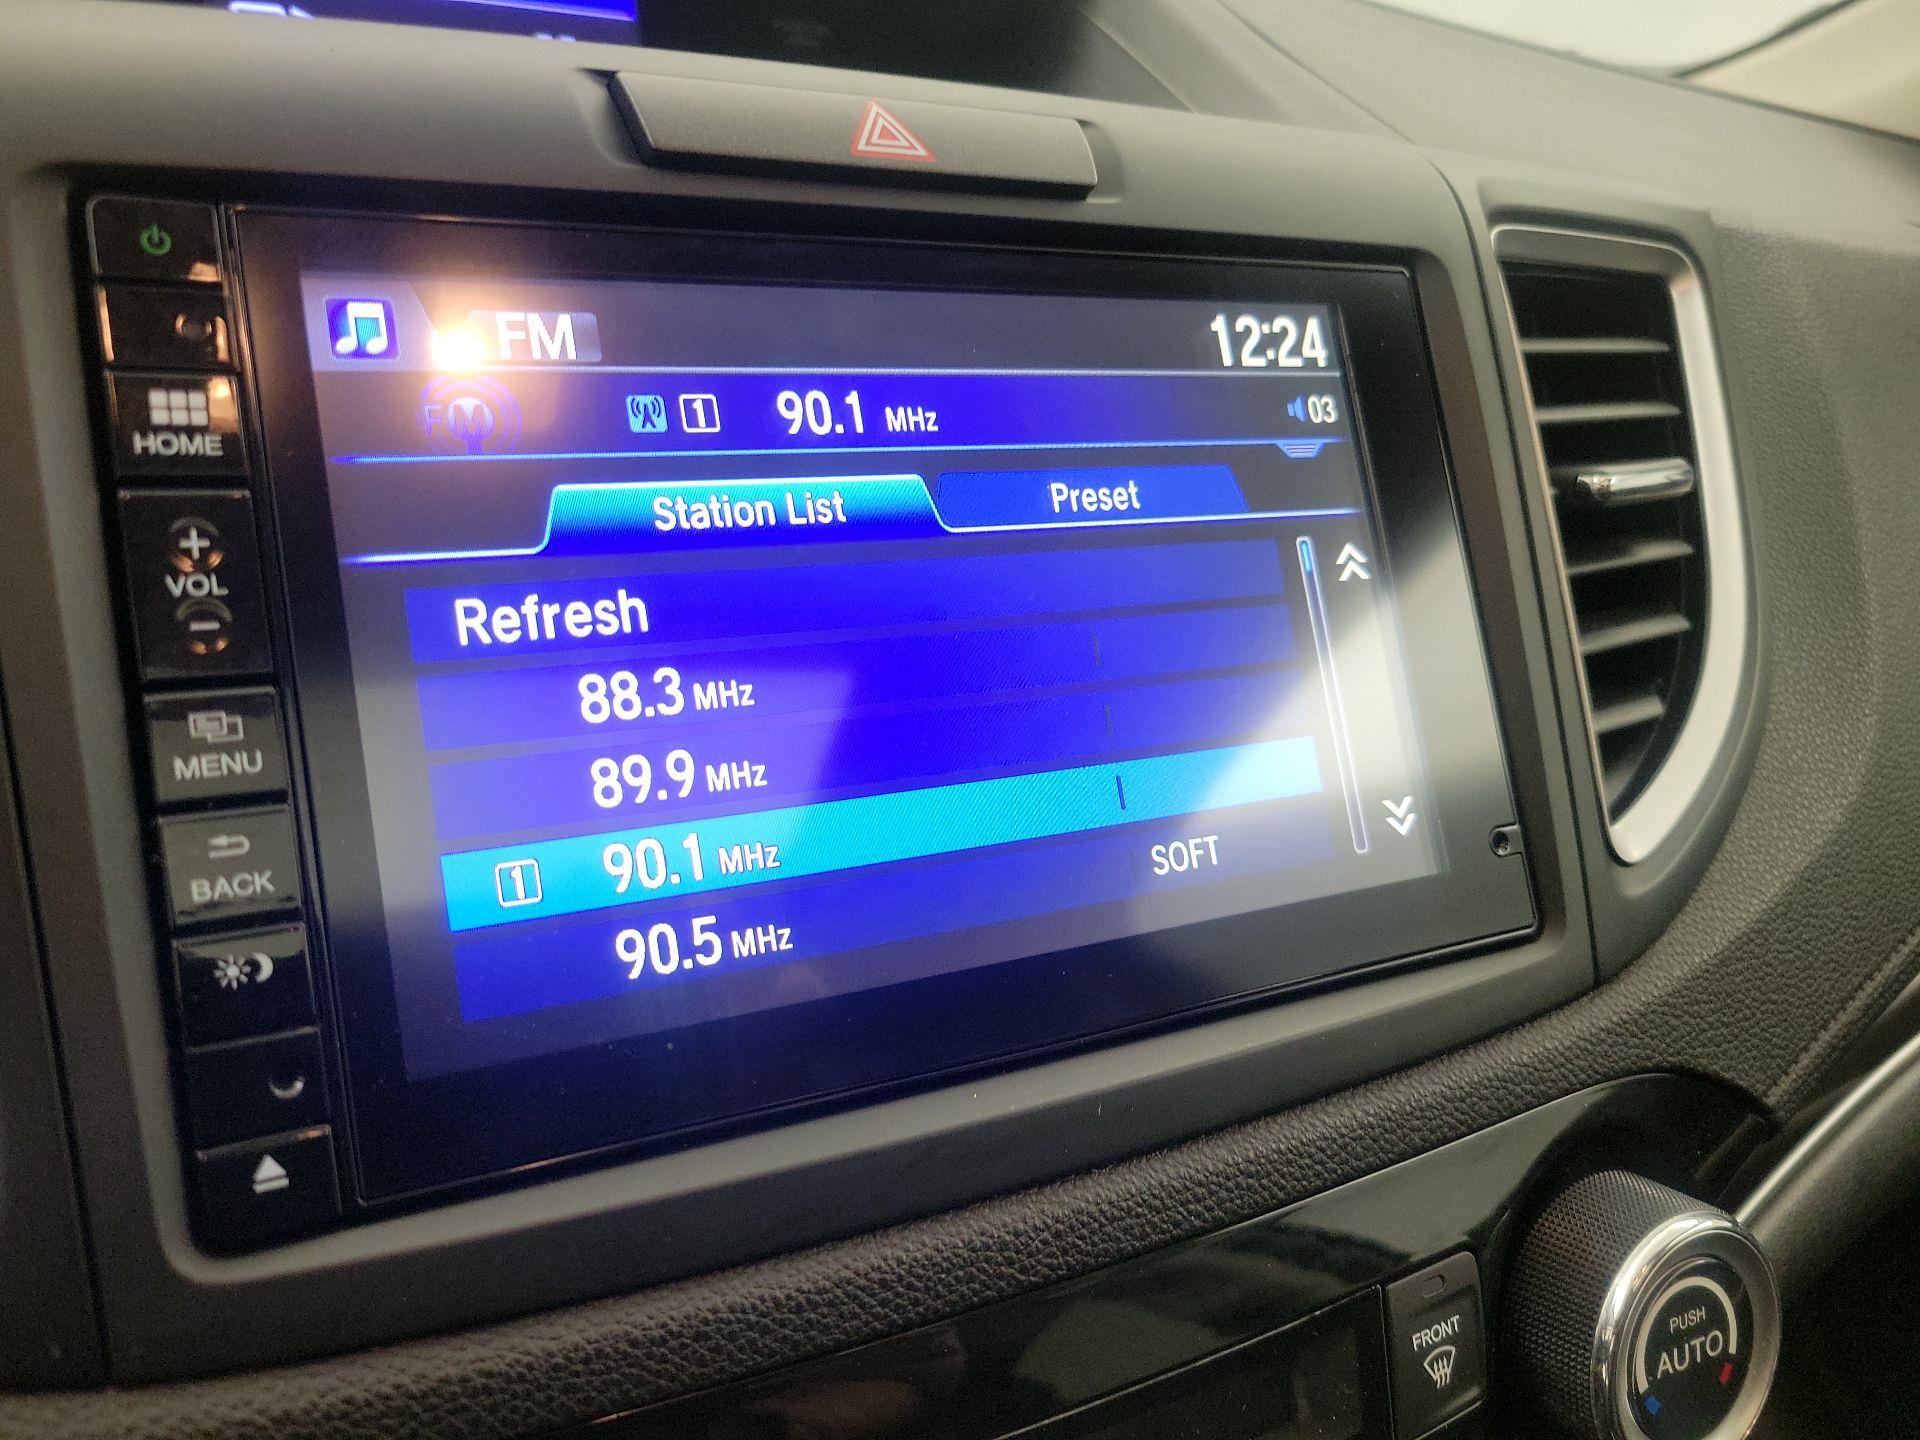 FM
12:24
FM 1 90.1 MHz 03
Station List Preset
Refresh
88.3 MHz
89.9 MHz
1 90.1 MHz
90.5 MHz SOFT
HOME
+
VOL
−
MENU
BACK
FRONT
PUSH
AUTO